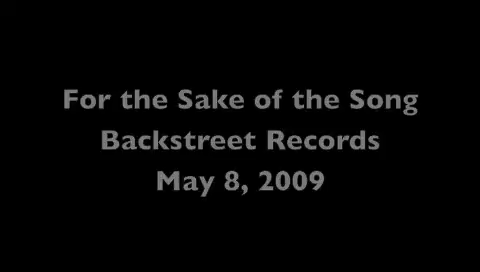 For the Sake of the Song
Backstreet Records
May 8, 2009